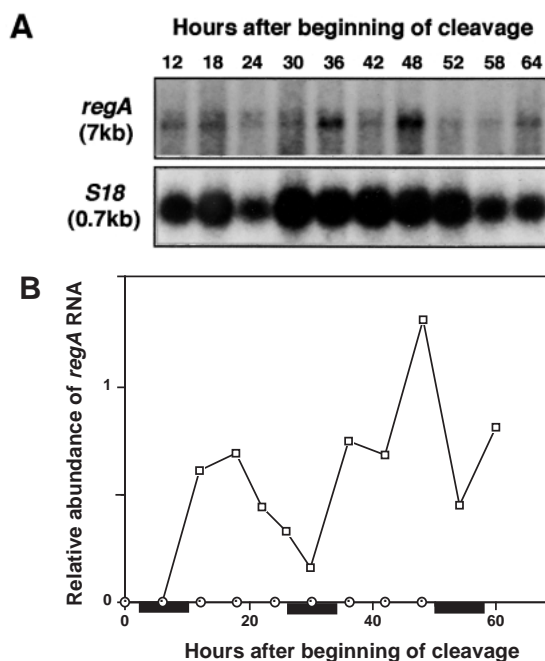 A
Hours after beginning of cleavage
12 18 24 30 36 42 48 52 58 64
regA
(7kb)
S18
(0.7kb)
B
Relative abundance of regA RNA
1
0
0 20 40 60
Hours after beginning of cleavage